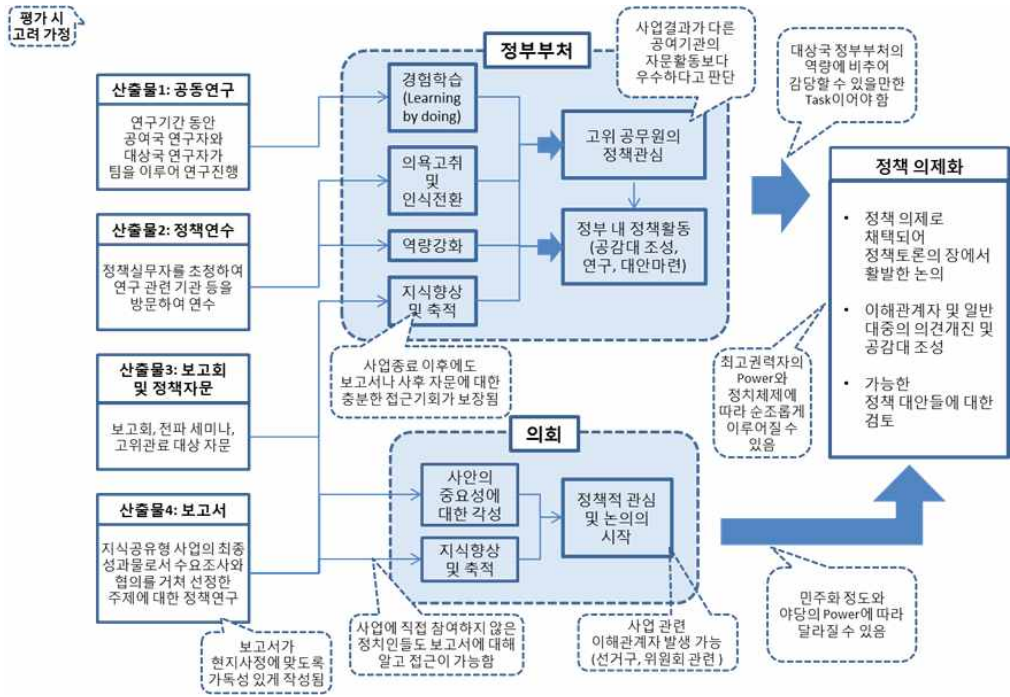 평가 시
고려 가정
산출물1: 공동연구
연구기간 동안
공여국 연구자와
대상국 연구자가
팀을 이루어 연구진행
산출물2: 정책연수
정책실무자를 초청하여
연구 관련 기관 등을
방문하여 연수
산출물3: 보고회
및 정책자문
보고회, 전파 세미나,
고위관료 대상 자문
산출물4: 보고서
지식공유형 사업의 최종
성과물로서 수요조사와
협의를 거쳐 선정한
주제에 대한 정책연구
보고서가
현지사정에 맞도록
가독성 있게 작성됨
정부부처
경험학습
(Learning
by doing)
의욕고취
및
인식전환
역량강화
지식향상
및 축적
고위 공무원의
정책관심
정부 내 정책활동
(공감대 조성,
연구, 대안마련)
사업결과가 다른
공여기관의
자문활동보다
우수하다고 판단
사업종료 이후에도
보고서나 사후 자문에 대한
충분한 접근기회가 보장됨
의회
사안의
중요성에
대한 각성
지식향상
및 축적
정책적 관심
및 논의의
시작
사업에 직접 참여하지 않은
정치인들도 보고서에 대해
알고 접근이 가능함
사업 관련
이해관계자 발생 가능
(선거구, 위원회 관련 )
대상국 정부부처의
역량에 비추어
감당할 수 있을만한
Task이어야 함
정책 의제화
• 정책 의제로
채택되어
정책토론의 장에서
활발한 논의
• 이해관계자 및 일반
대중의 의견개진 및
공감대 조성
• 가능한
정책 대안들에 대한
검토
최고권력자의
Power와
정치체제에
따라 순조롭게
이루어질 수
있음
민주화 정도와
야당의 Power에 따라
달라질 수 있음